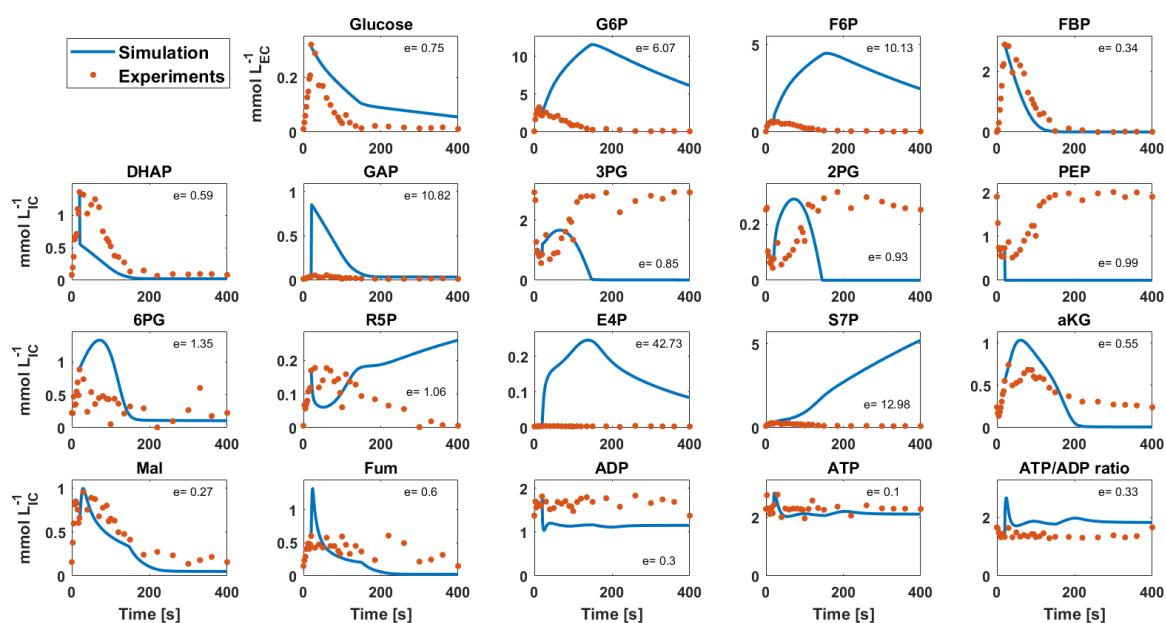 Simulation
Experiments
Glucose
e= 0.75
mmol L_EC^-1
0.2
0
0 200 400
G6P
e= 6.07
10
5
0
0 200 400
F6P
e= 10.13
5
0
0 200 400
FBP
e= 0.34
2
0
0 200 400
DHAP
e= 0.59
mmol L_IC^-1
1
0.5
0
0 200 400
GAP
e= 10.82
1
0.5
0
0 200 400
3PG
e= 0.85
2
0
0 200 400
2PG
e= 0.93
0.2
0
0 200 400
PEP
e= 0.99
2
1
0
0 200 400
6PG
e= 1.35
mmol L_IC^-1
1
0.5
0
0 200 400
R5P
e= 1.06
0.2
0.1
0
0 200 400
E4P
e= 42.73
0.2
0.1
0
0 200 400
S7P
e= 12.98
5
0
0 200 400
aKG
e= 0.55
1
0.5
0
0 200 400
Mal
e= 0.27
mmol L_IC^-1
1
0.5
0
0 200 400
Time [s]
Fum
e= 0.6
1
0.5
0
0 200 400
Time [s]
ADP
e= 0.3
2
1
0
0 200 400
Time [s]
ATP
e= 0.1
2
0
0 200 400
Time [s]
ATP/ADP ratio
e= 0.33
2
0
0 200 400
Time [s]